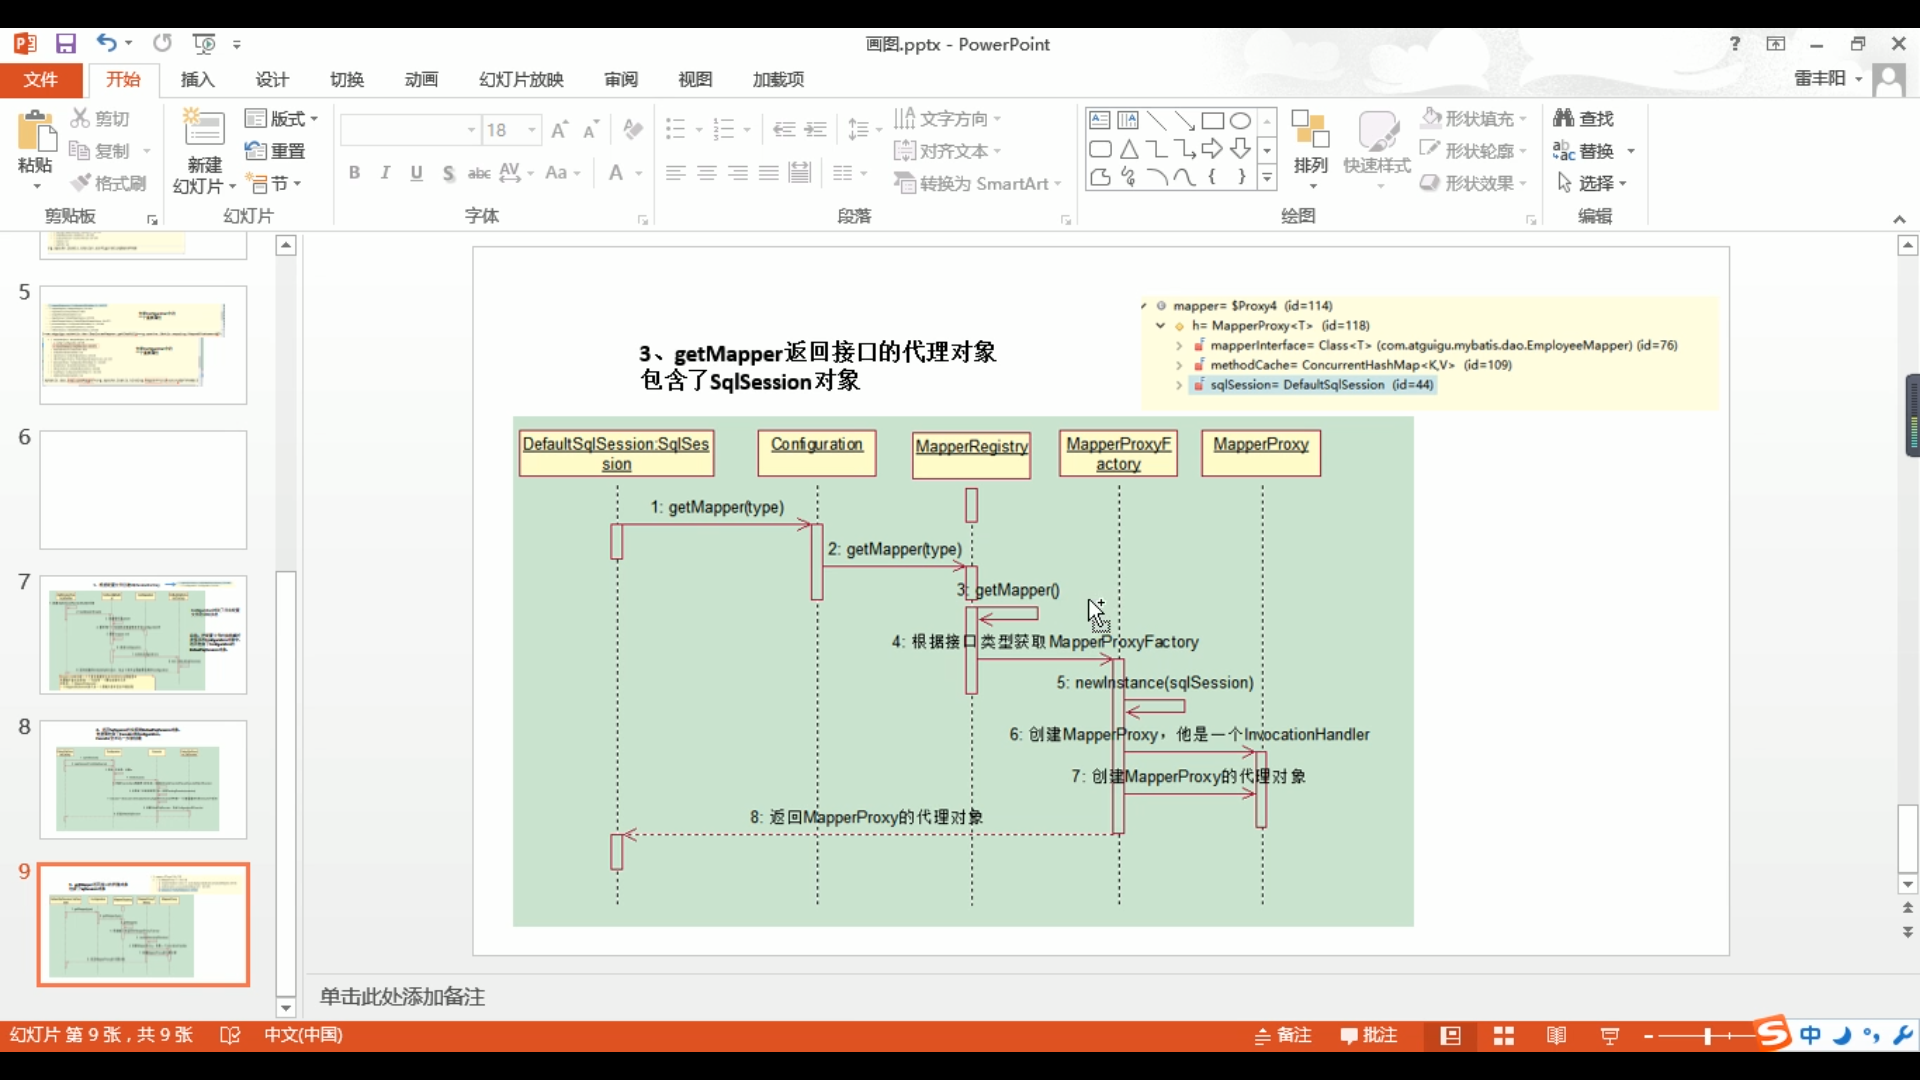 画图.pptx - PowerPoint
?
文件
开始
插入
设计
切换
动画
幻灯片放映
审阅
视图
加载项
雷丰阳
粘贴
剪切
复制
格式刷
剪贴板
新建
幻灯片
版式
重置
节
幻灯片
18
B I U S abc AV Aa A
字体
文字方向
对齐文本
转换为 SmartArt
段落
排列
快速样式
形状填充
形状轮廓
形状效果
绘图
查找
替换
选择
编辑
5
6
7
8
9
3、getMapper返回接口的代理对象
包含了SqlSession对象
mapper= $Proxy4 (id=114)
h= MapperProxy<T> (id=118)
mapperInterface= Class<T> (com.atguigu.mybatis.dao.EmployeeMapper) (id=76)
methodCache= ConcurrentHashMap<K,V> (id=109)
sqlSession= DefaultSqlSession (id=44)
DefaultSqlSession:SqlSes
sion
Configuration
MapperRegistry
MapperProxyF
actory
MapperProxy
1: getMapper(type)
2: getMapper(type)
3: getMapper()
4: 根据接口类型获取MapperProxyFactory
5: newInstance(sqlSession)
6: 创建MapperProxy，他是一个InvocationHandler
7: 创建MapperProxy的代理对象
8: 返回MapperProxy的代理对象
单击此处添加备注
幻灯片 第 9 张，共 9 张
中文(中国)
备注
批注
中